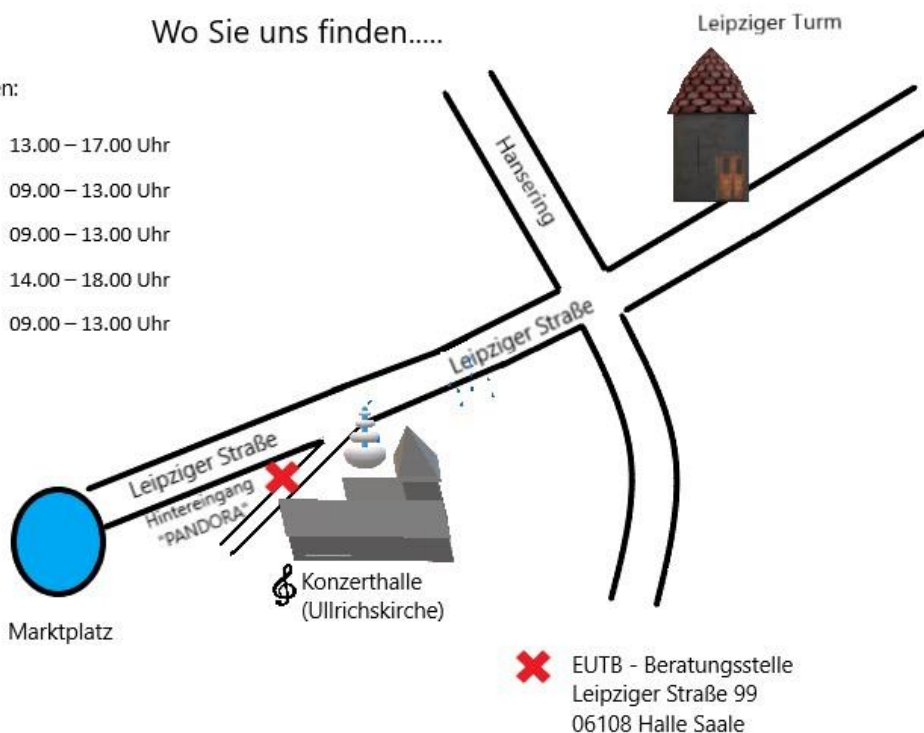 Wo Sie uns finden.....
Leipziger Turm
en:
13.00 – 17.00 Uhr
09.00 – 13.00 Uhr
09.00 – 13.00 Uhr
14.00 – 18.00 Uhr
09.00 – 13.00 Uhr
Hansering
Leipziger Straße
Leipziger Straße
Hintereingang
"PANDORA"
Konzerthalle
(Ullrichskirche)
Marktplatz
EUTB - Beratungsstelle
Leipziger Straße 99
06108 Halle Saale